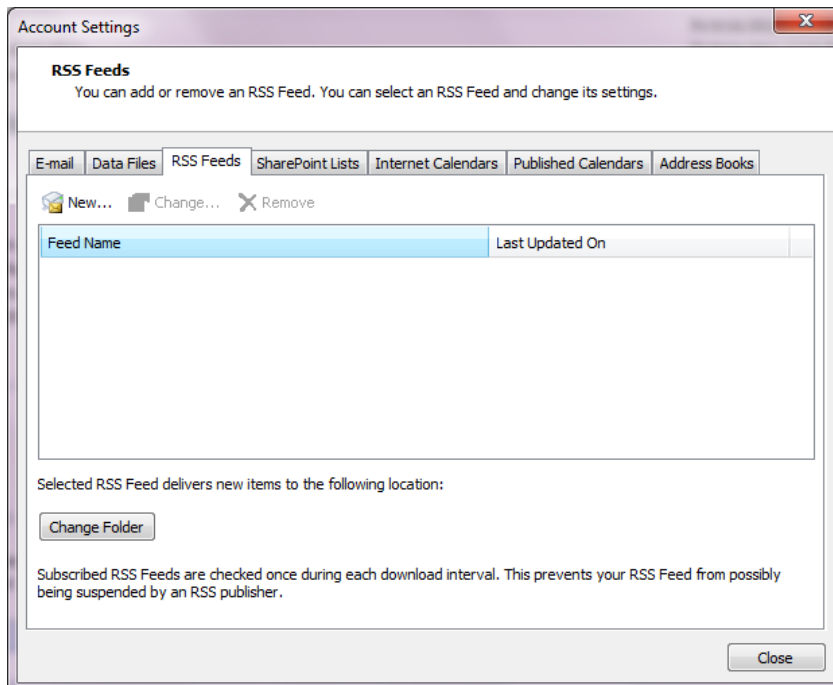 Account Settings
RSS Feeds
You can add or remove an RSS Feed. You can select an RSS Feed and change its settings.
E-mail Data Files RSS Feeds SharePoint Lists Internet Calendars Published Calendars Address Books
New... Change... Remove
Feed Name Last Updated On
Selected RSS Feed delivers new items to the following location:
Change Folder
Subscribed RSS Feeds are checked once during each download interval. This prevents your RSS Feed from possibly
being suspended by an RSS publisher.
Close